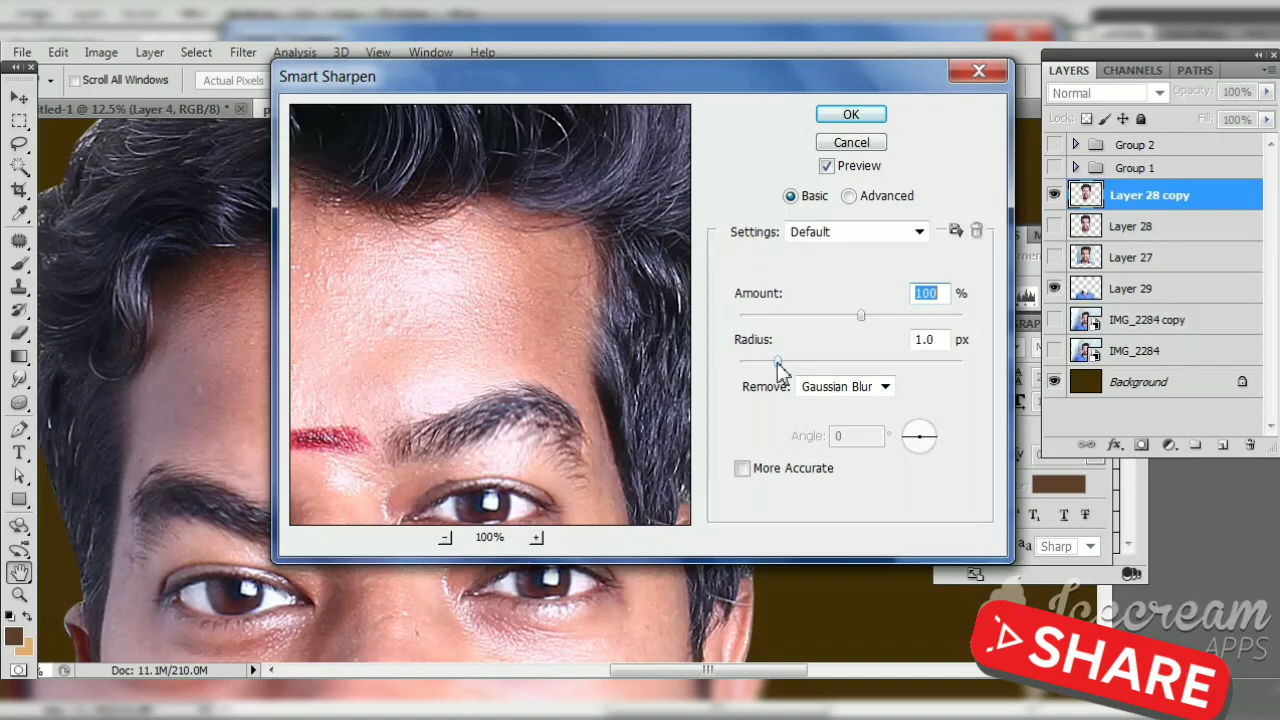 File Edit Image Layer Select Filter Analysis 3D View Window Help
Scroll All Windows
Actual Pixels
titled-1 @ 12.5% (Layer 4, RGB/8) *
Smart Sharpen
OK
Cancel
Preview
Basic Advanced
Settings: Default
Amount: 100 %
Radius: 1.0 px
Remove: Gaussian Blur
Angle: 0 °
More Accurate
100%
LAYERS CHANNELS PATHS
Normal Opacity: 100%
Lock: Fill: 100%
Group 2
Group 1
Layer 28 copy
Layer 28
Layer 27
Layer 29
IMG_2284 copy
IMG_2284
Background
Sharp
Doc: 11.1M/210.0M
Icecream
APPS
SHARE